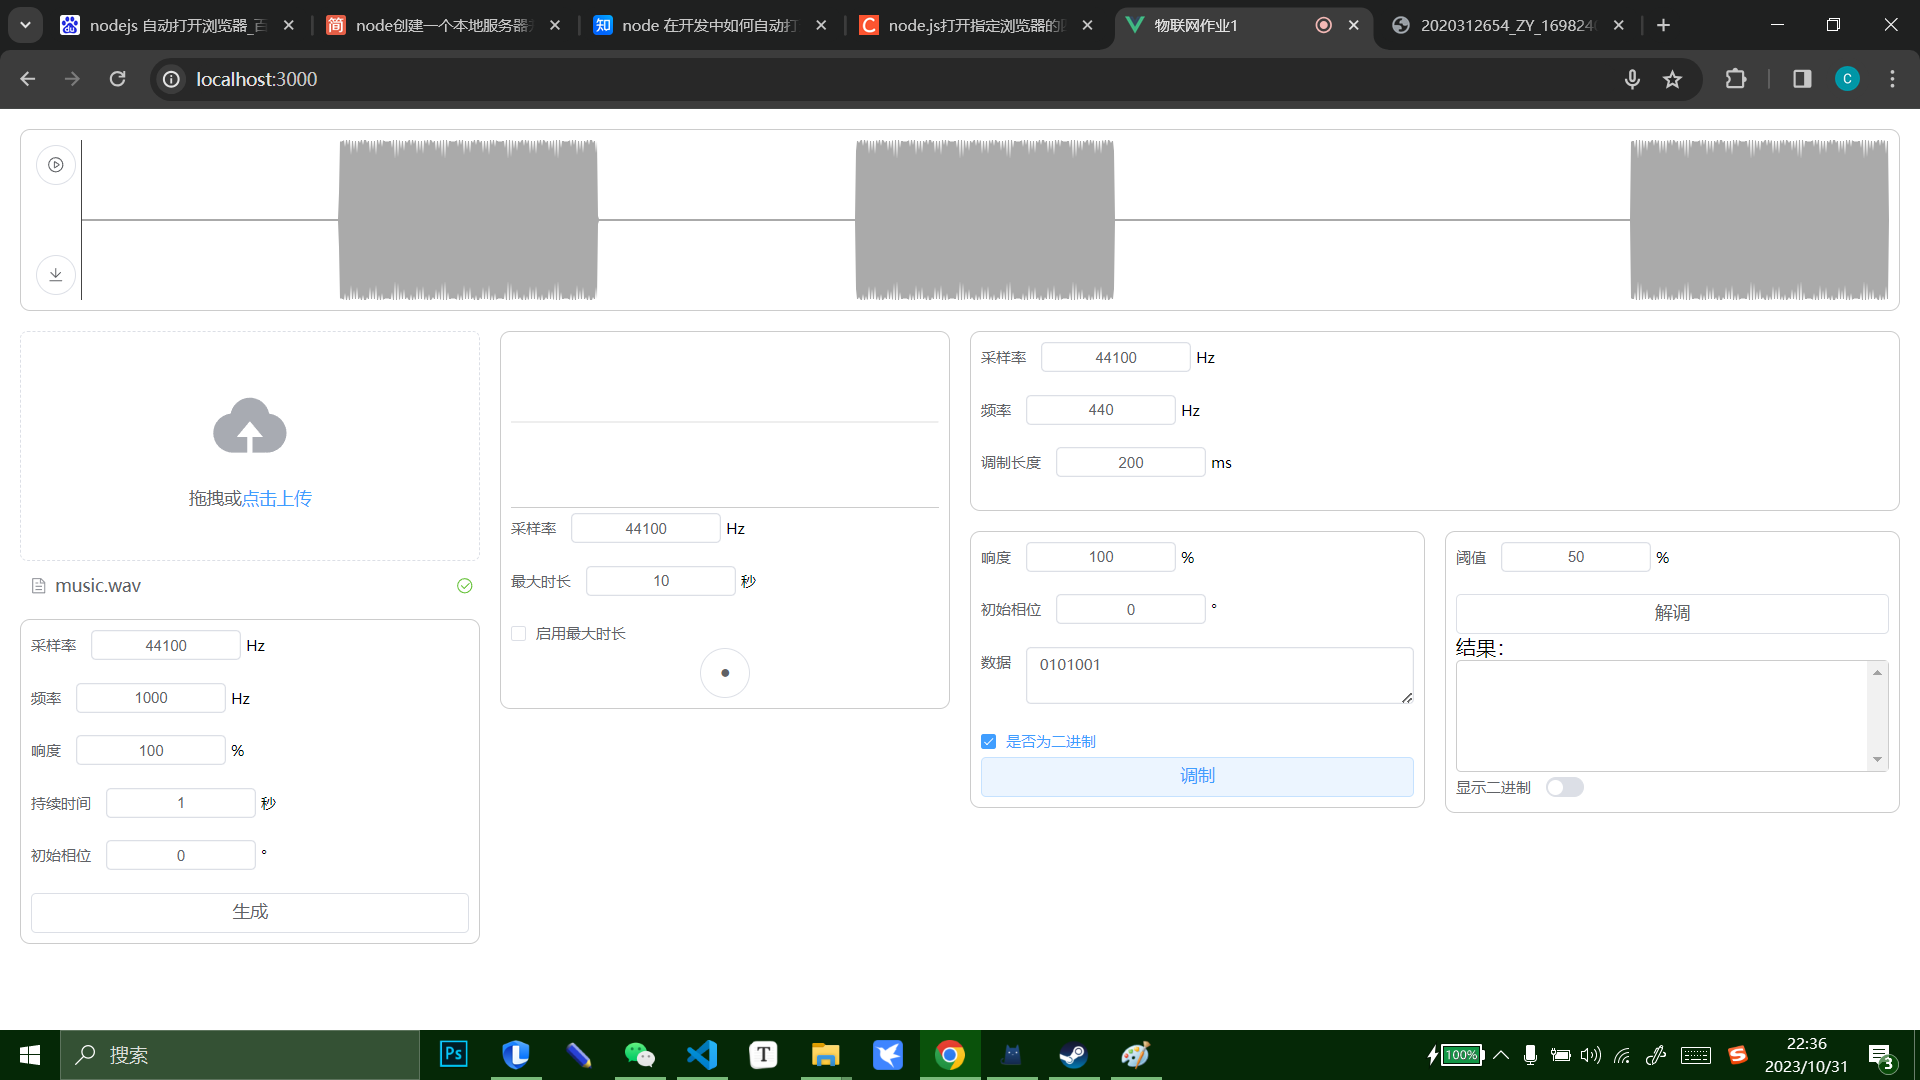 nodejs 自动打开浏览器_百
node创建一个本地服务器
node 在开发中如何自动打
node.js打开指定浏览器的
物联网作业1
2020312654_ZY_169824
localhost:3000
C
拖拽或点击上传
music.wav
采样率 44100 Hz
频率 1000 Hz
响度 100 %
持续时间 1 秒
初始相位 0 °
生成
采样率 44100 Hz
最大时长 10 秒
启用最大时长
采样率 44100 Hz
频率 440 Hz
调制长度 200 ms
响度 100 %
初始相位 0 °
数据 0101001
是否为二进制
调制
阈值 50 %
解调
结果：
显示二进制
搜索
Ps
T
100%
22:36
2023/10/31
3